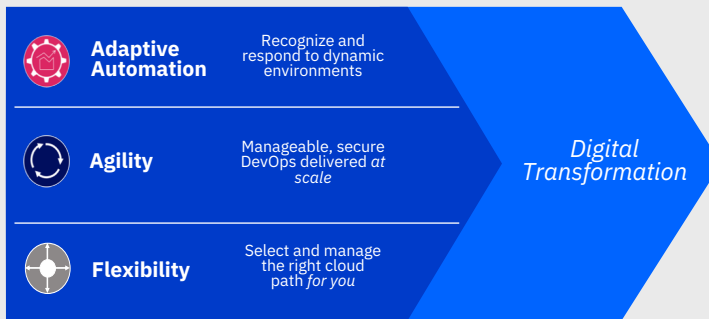 Adaptive
Automation
Recognize and
respond to dynamic
environments
Agility
Manageable, secure
DevOps delivered at
scale
Flexibility
Select and manage
the right cloud
path for you
Digital
Transformation